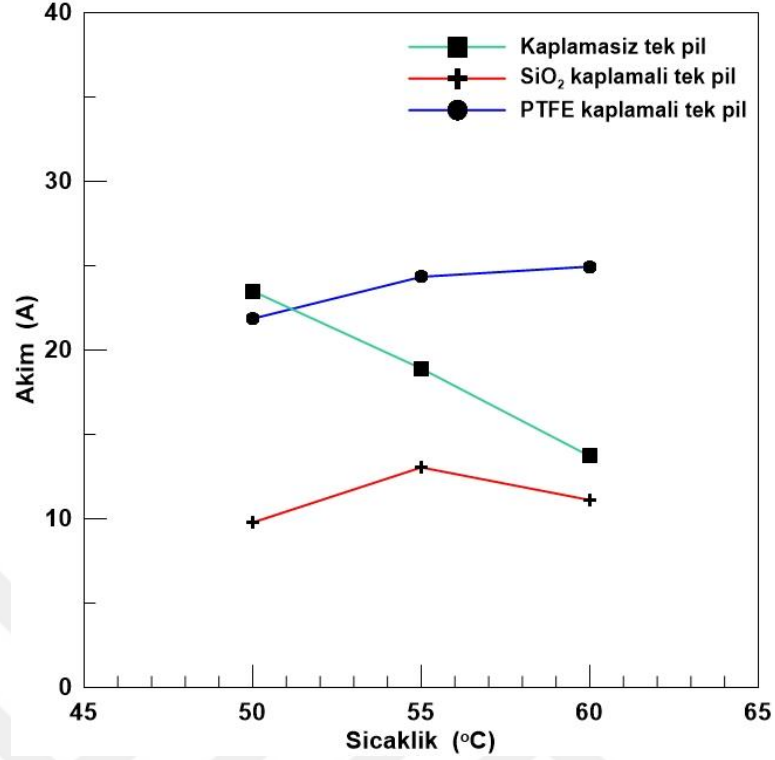 40
Kaplamasiz tek pil
SiO₂ kaplamali tek pil
PTFE kaplamali tek pil
30
20
10
0
Akim (A)
45 50 55 60 65
Sicaklik (°C)